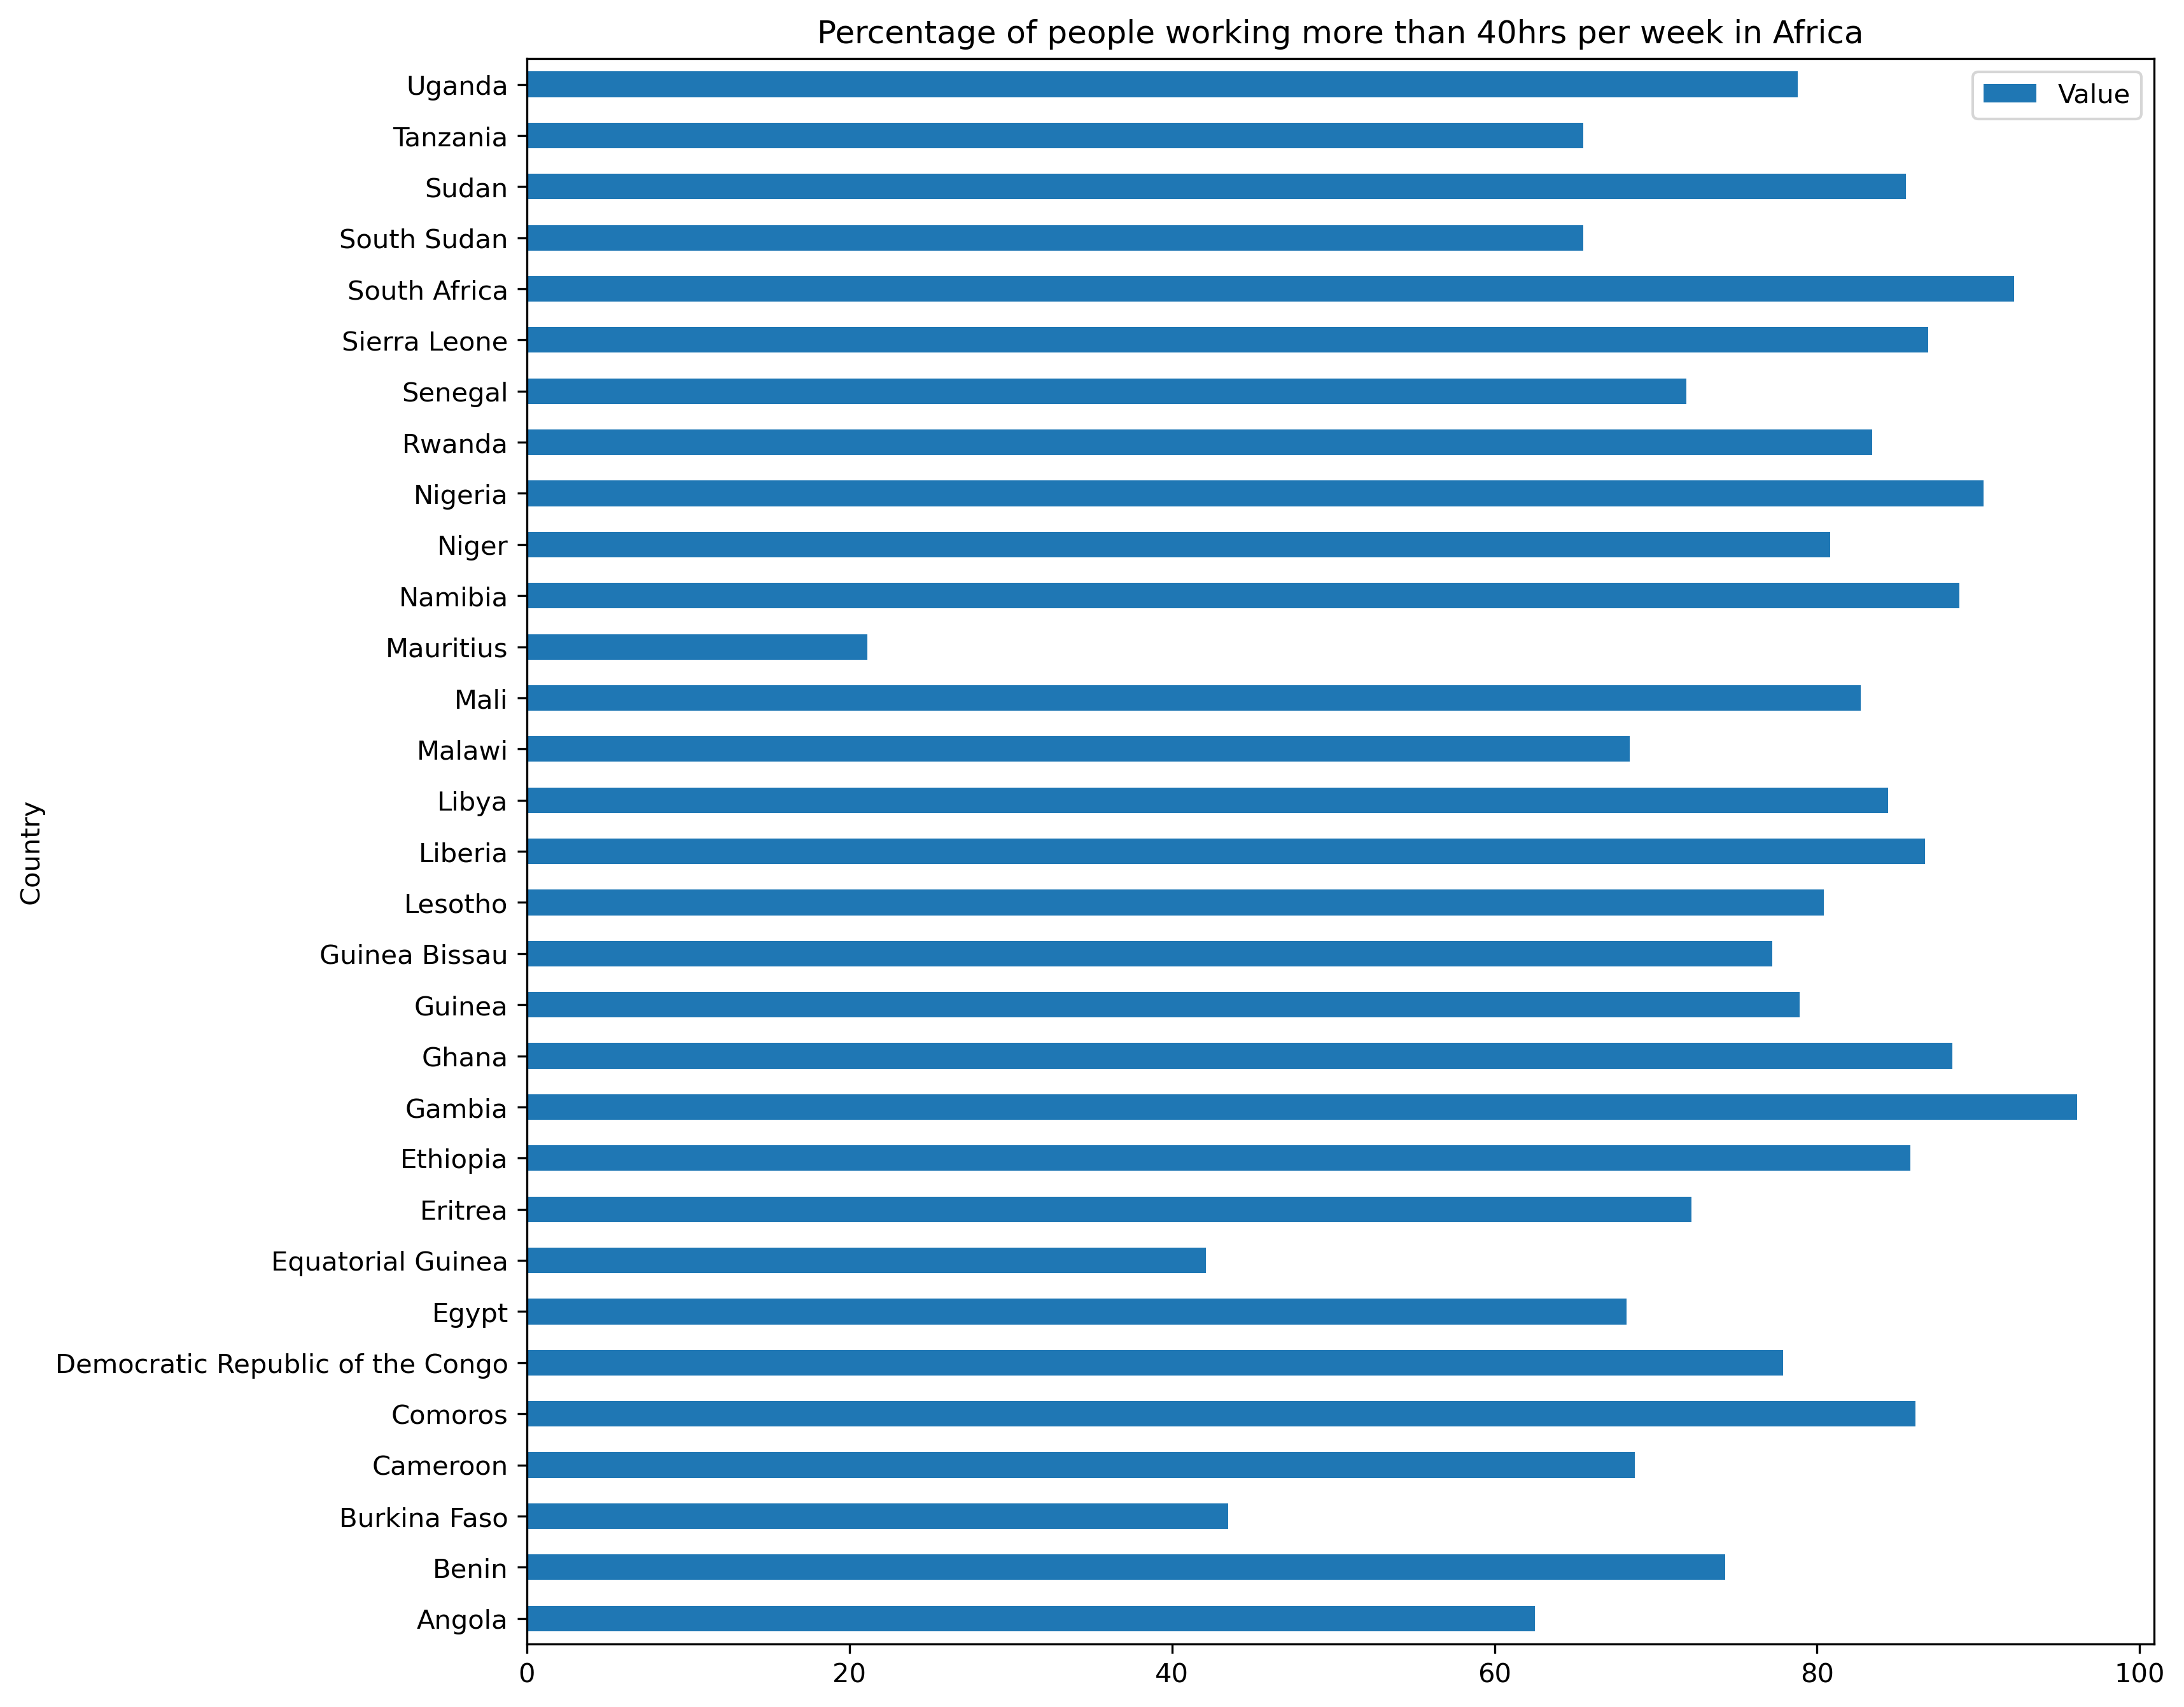 Percentage of people working more than 40hrs per week in Africa
Value
Country
Uganda
Tanzania
Sudan
South Sudan
South Africa
Sierra Leone
Senegal
Rwanda
Nigeria
Niger
Namibia
Mauritius
Mali
Malawi
Libya
Liberia
Lesotho
Guinea Bissau
Guinea
Ghana
Gambia
Ethiopia
Eritrea
Equatorial Guinea
Egypt
Democratic Republic of the Congo
Comoros
Cameroon
Burkina Faso
Benin
Angola
0 20 40 60 80 100